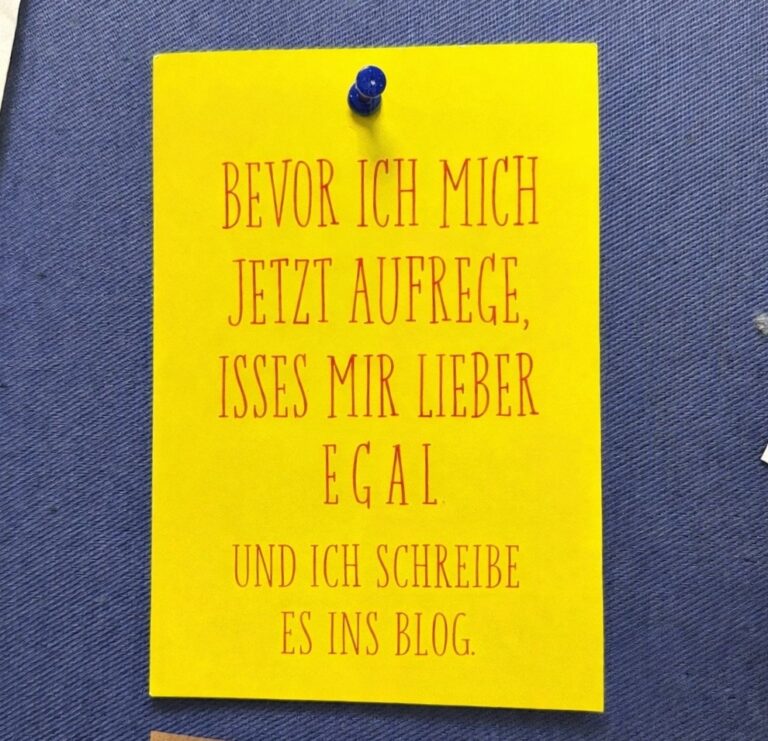 BEVOR ICH MICH
JETZT AUFREGE,
ISSES MIR LIEBER
EGAL.
UND ICH SCHREIBE
ES INS BLOG.